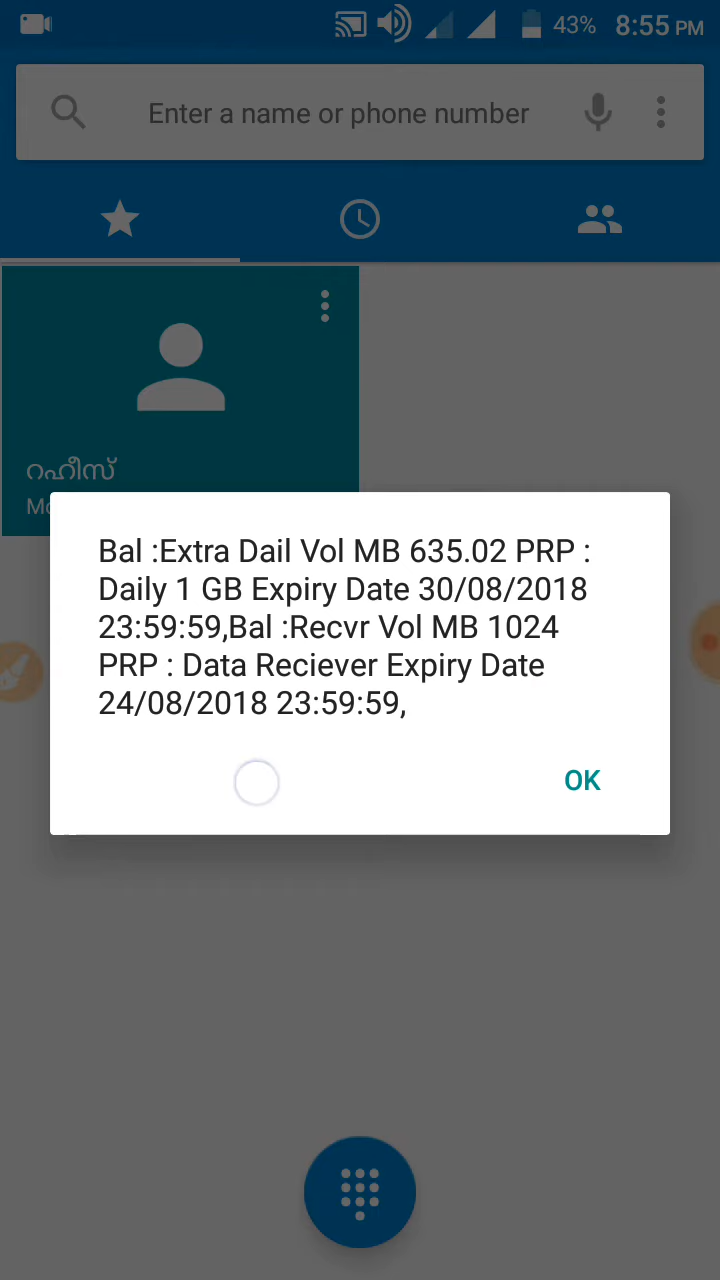 43% 8:55 PM
Enter a name or phone number
റഹീസ്
Mo
Bal :Extra Dail Vol MB 635.02 PRP :
Daily 1 GB Expiry Date 30/08/2018
23:59:59,Bal :Recvr Vol MB 1024
PRP : Data Reciever Expiry Date
24/08/2018 23:59:59,
OK